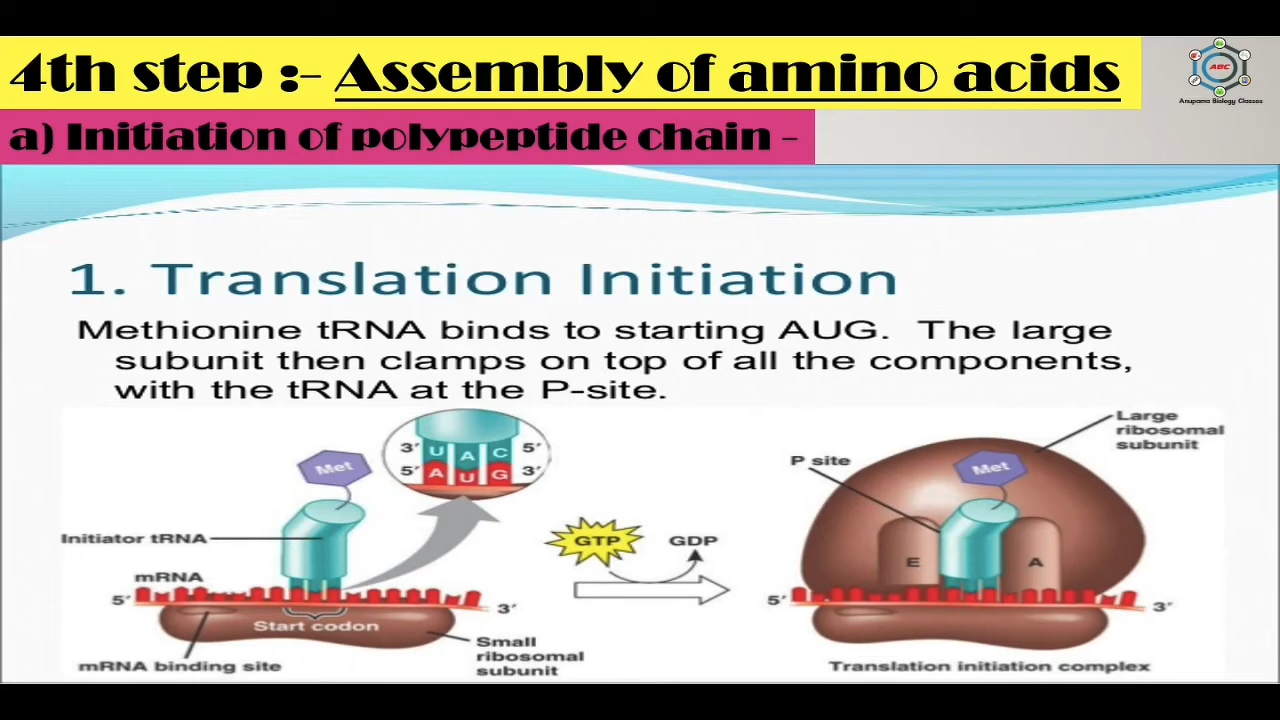 4th step :- Assembly of amino acids
ABC
Anupama Biology Classes
a) Initiation of polypeptide chain -
1. Translation Initiation
Methionine tRNA binds to starting AUG. The large
subunit then clamps on top of all the components,
with the tRNA at the P-site.
Met
3′ U A C 5′
5′ A U G 3′
Initiator tRNA
mRNA
5′
3′
Start codon
mRNA binding site
Small
ribosomal
subunit
GTP
GDP
Large
ribosomal
subunit
P site
Met
E
A
5′
3′
Translation initiation complex